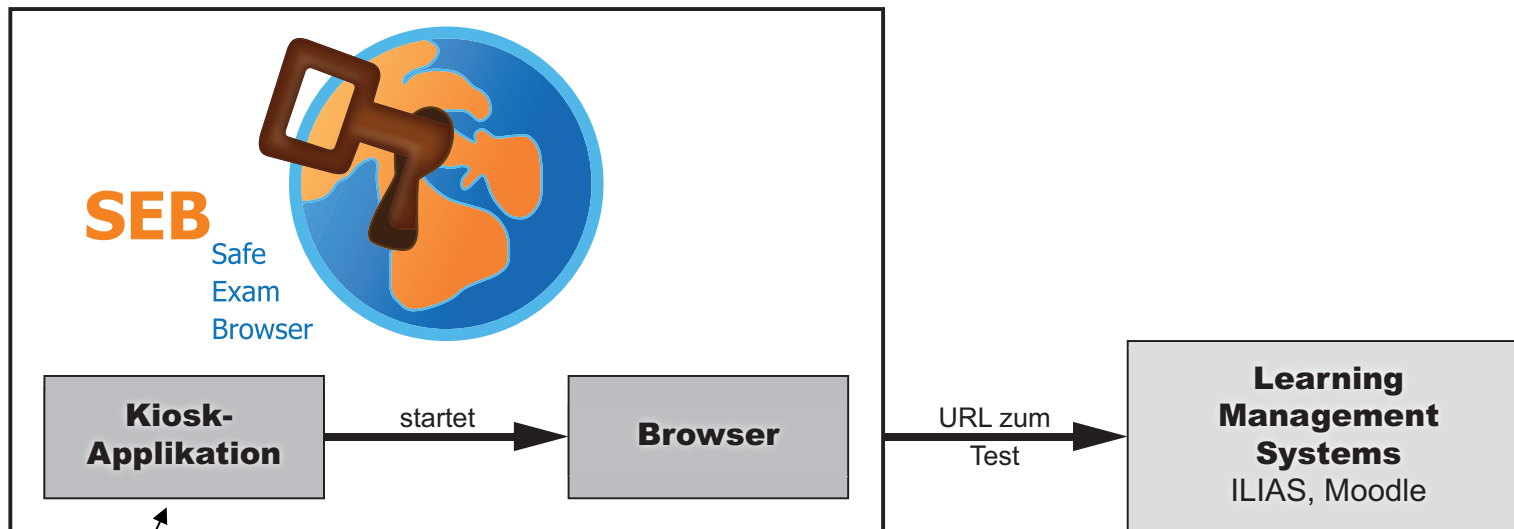 SEB
Safe
Exam
Browser
Kiosk-
Applikation
startet
Browser
URL zum
Test
Learning
Management
Systems
ILIAS, Moodle